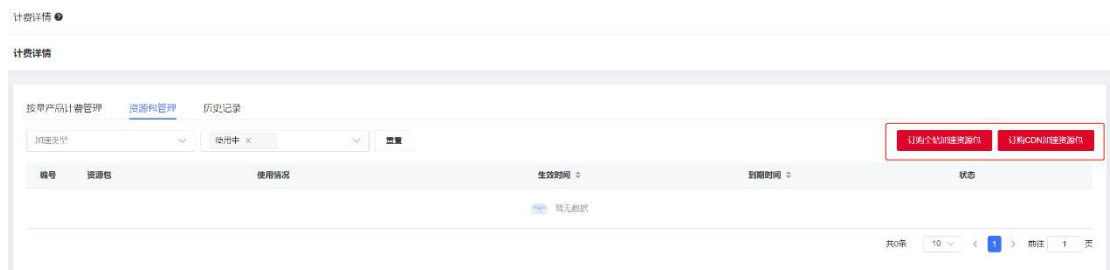 计费详情
计费详情
按量产品计费管理 资源包管理 历史记录
加速类型 使用中 × 重置 订购全站加速资源包 订购CDN加速资源包
编号 资源包 使用情况 生效时间 到期时间 状态
暂无数据
共0条 10 < 1 > 前往 1 页